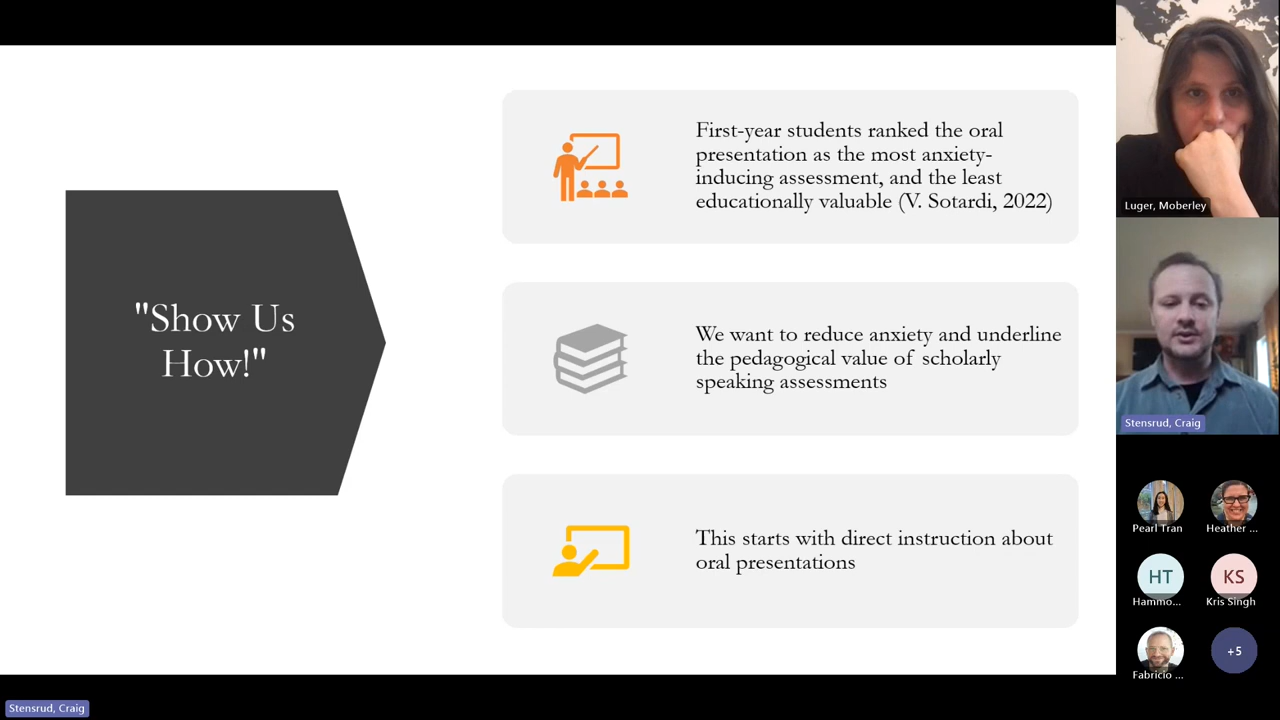 "Show Us
How!"
First-year students ranked the oral
presentation as the most anxiety-
inducing assessment, and the least
educationally valuable (V. Sotardi, 2022)
We want to reduce anxiety and underline
the pedagogical value of scholarly
speaking assessments
This starts with direct instruction about
oral presentations
Luger, Moberley
Stensrud, Craig
Pearl Tran
Heather ...
HT
Hammo...
KS
Kris Singh
Fabricio ...
+5
Stensrud, Craig